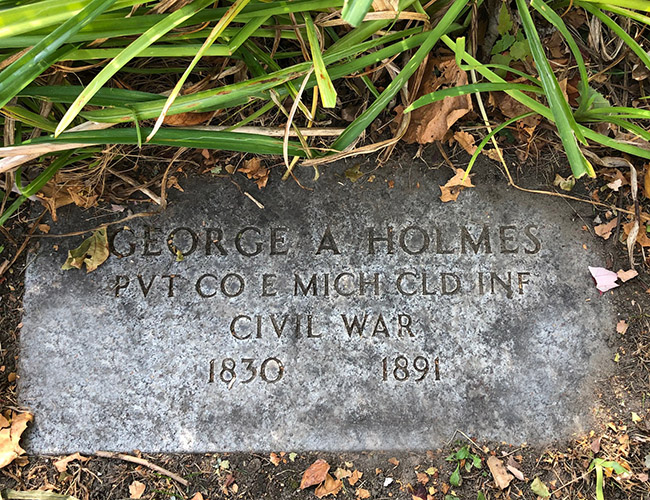 GEORGE A HOLMES
PVT CO E MICH CLD INF
CIVIL WAR
1830 1891